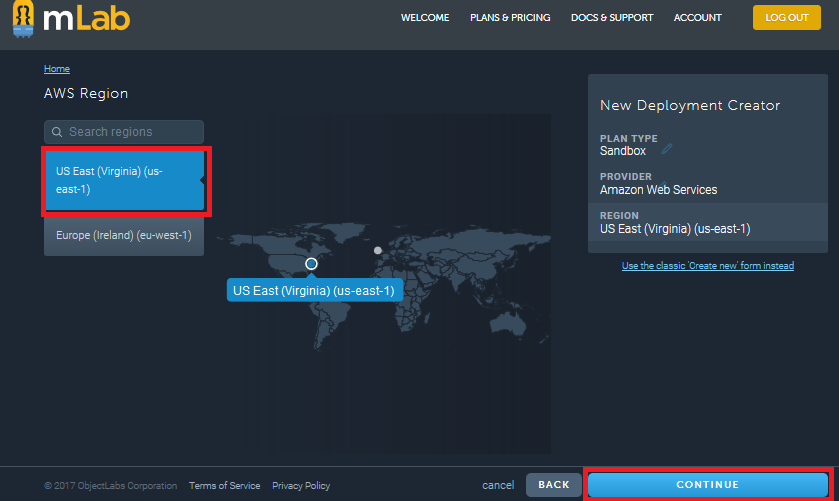 mLab
WELCOME
PLANS & PRICING
DOCS & SUPPORT
ACCOUNT
LOG OUT
Home
AWS Region
Search regions
US East (Virginia) (us-
east-1)
Europe (Ireland) (eu-west-1)
US East (Virginia) (us-east-1)
New Deployment Creator
PLAN TYPE
Sandbox
PROVIDER
Amazon Web Services
REGION
US East (Virginia) (us-east-1)
Use the classic 'Create new' form instead
© 2017 ObjectLabs Corporation
Terms of Service
Privacy Policy
cancel
BACK
CONTINUE